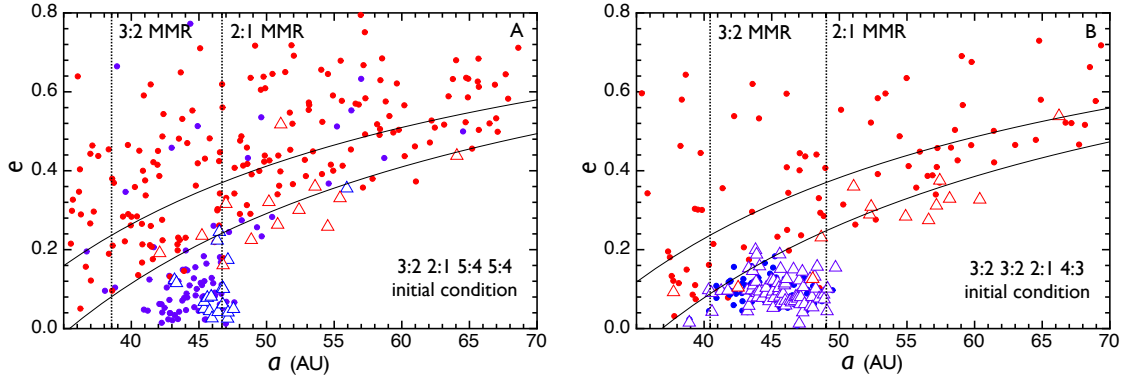 3:2 MMR 2:1 MMR A
0.8
0.6
e 0.4
0.2
0.0
3:2 2:1 5:4 5:4
initial condition
40 45 50 55 60 65 70
a (AU)
3:2 MMR 2:1 MMR B
0.8
0.6
e 0.4
0.2
0.0
3:2 3:2 2:1 4:3
initial condition
40 45 50 55 60 65 70
a (AU)